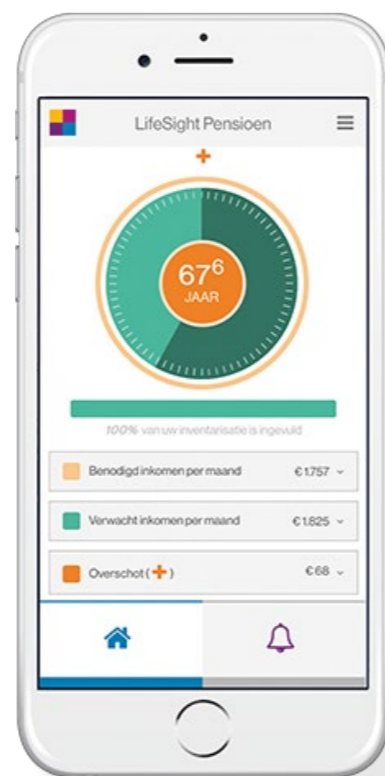 LifeSight Pensioen
67⁶
JAAR
100% van uw inventarisatie is ingevuld
Benodigd inkomen per maand €1.757
Verwacht inkomen per maand €1.825
Overschot (+) €68